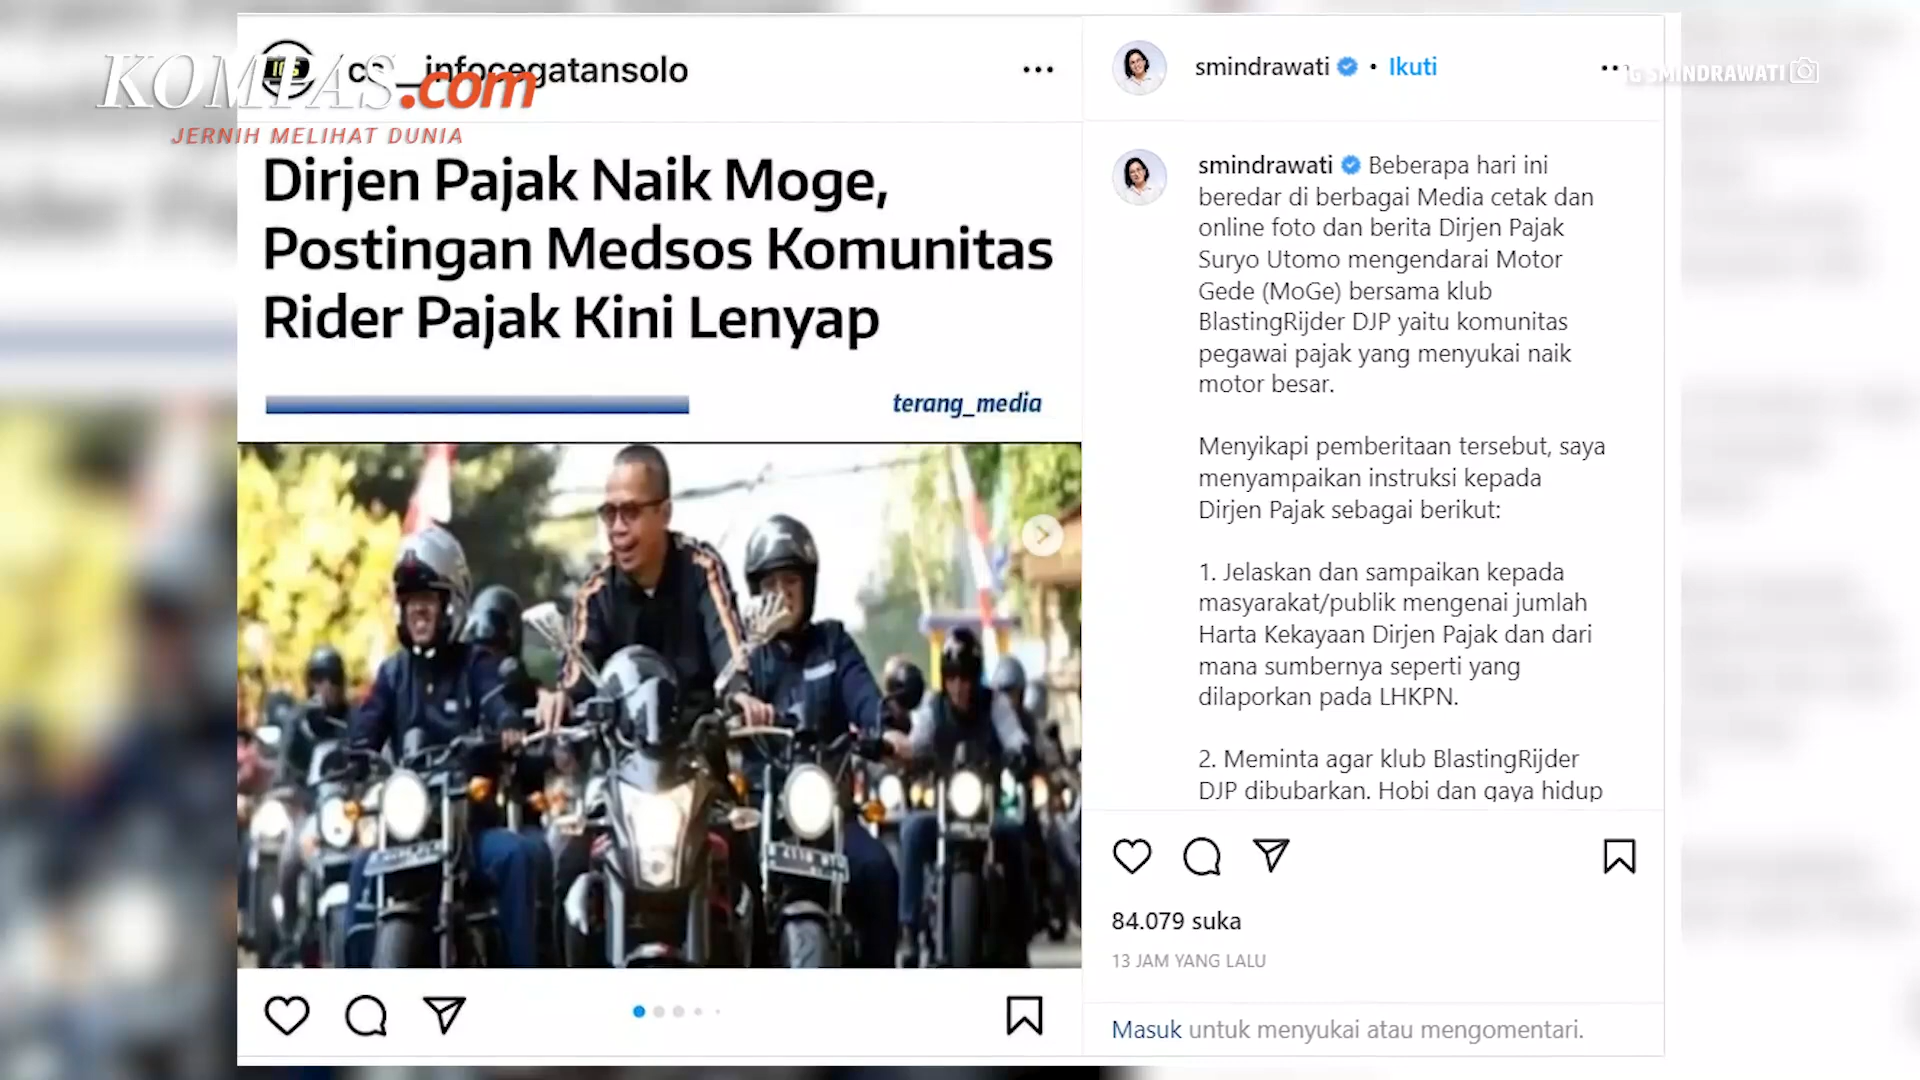 KOMPAS.com
JERNIH MELIHAT DUNIA
infocegatansolo
Dirjen Pajak Naik Moge,
Postingan Medsos Komunitas
Rider Pajak Kini Lenyap
terang_media
smindrawati • Ikuti
IG SMINDRAWATI
smindrawati Beberapa hari ini
beredar di berbagai Media cetak dan
online foto dan berita Dirjen Pajak
Suryo Utomo mengendarai Motor
Gede (MoGe) bersama klub
BlastingRijder DJP yaitu komunitas
pegawai pajak yang menyukai naik
motor besar.
Menyikapi pemberitaan tersebut, saya
menyampaikan instruksi kepada
Dirjen Pajak sebagai berikut:
1. Jelaskan dan sampaikan kepada
masyarakat/publik mengenai jumlah
Harta Kekayaan Dirjen Pajak dan dari
mana sumbernya seperti yang
dilaporkan pada LHKPN.
2. Meminta agar klub BlastingRijder
DJP dibubarkan. Hobi dan gaya hidup
84.079 suka
13 JAM YANG LALU
Masuk untuk menyukai atau mengomentari.